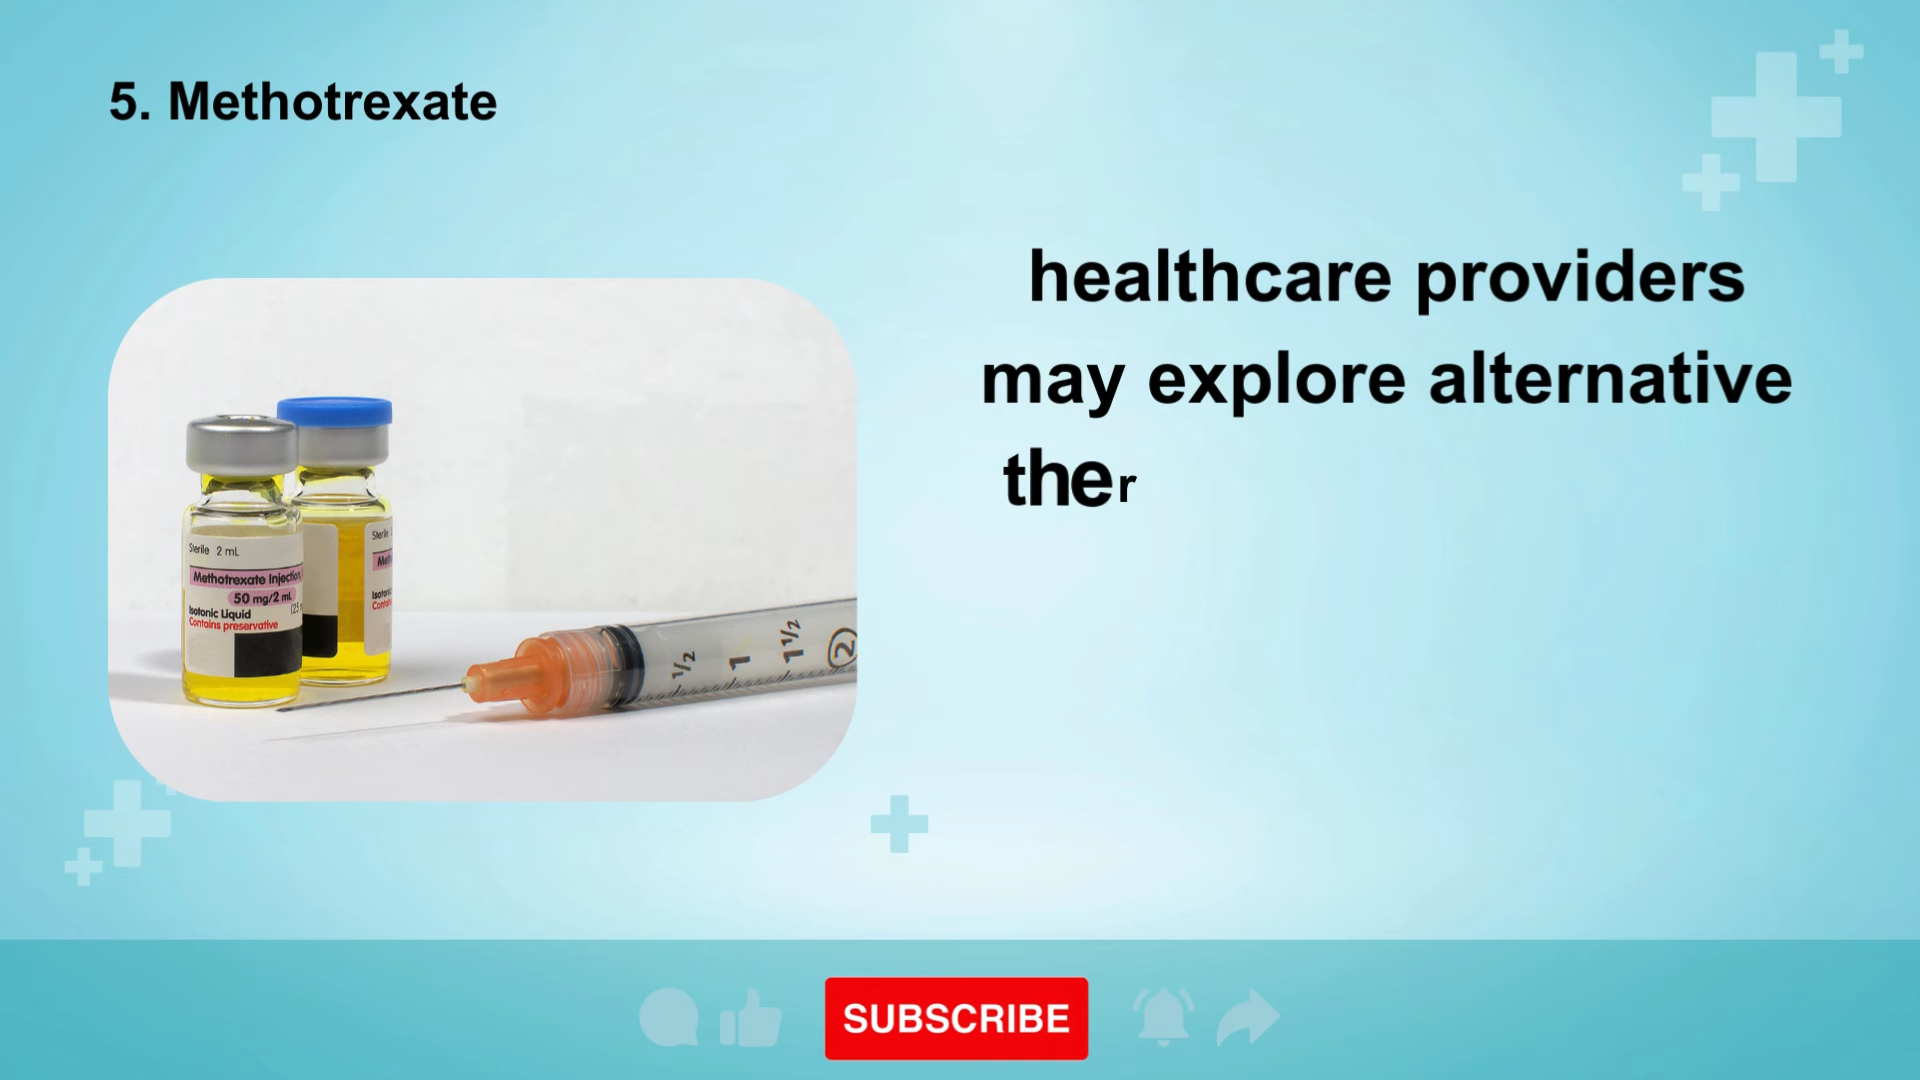 5. Methotrexate
healthcare providers
may explore alternative
ther
Sterile 2 mL
Methotrexate Injection,
50 mg/2 mL
Isotonic Liquid
Contains preservative
Sterile
½ 1 1½ 2
SUBSCRIBE